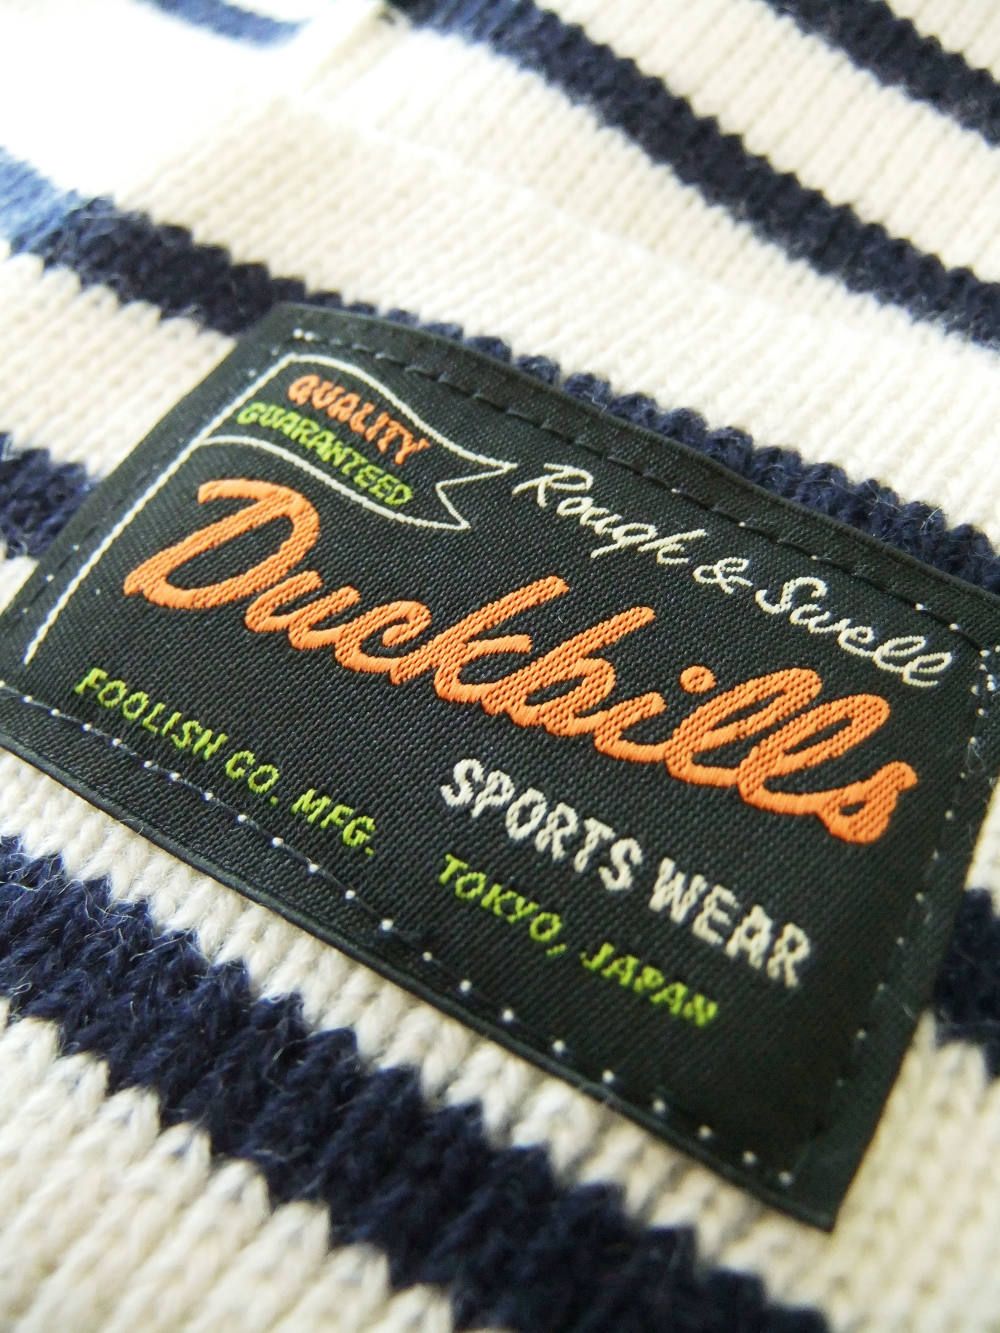 QUALITY
GUARANTEED
Rough & Swell
Duckbills
SPORTS WEAR
FOOLISH CO. MFG. TOKYO, JAPAN